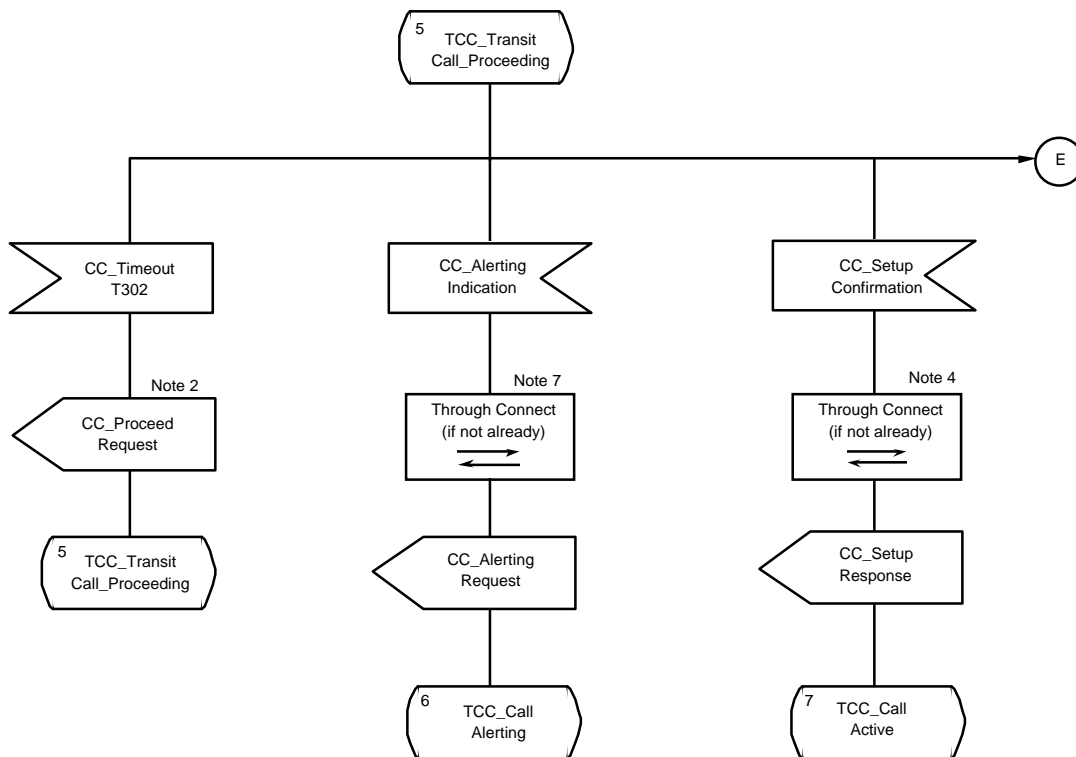 5
TCC_Transit
Call_Proceeding
E
CC_Timeout
T302
CC_Alerting
Indication
CC_Setup
Confirmation
Note 2
Note 7
Note 4
CC_Proceed
Request
Through Connect
(if not already)
Through Connect
(if not already)
5
TCC_Transit
Call_Proceeding
CC_Alerting
Request
CC_Setup
Response
6
TCC_Call
Alerting
7
TCC_Call
Active